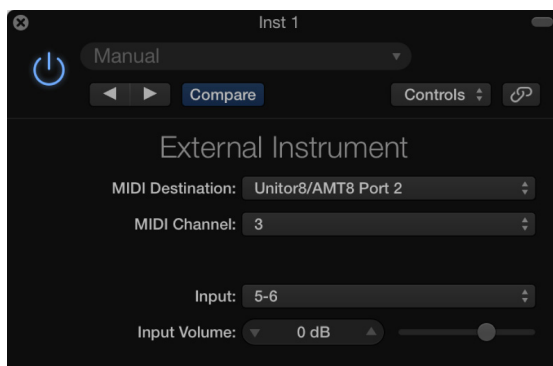 Inst 1
Manual
Compare Controls
External Instrument
MIDI Destination: Unitor8/AMT8 Port 2
MIDI Channel: 3
Input: 5-6
Input Volume: 0 dB